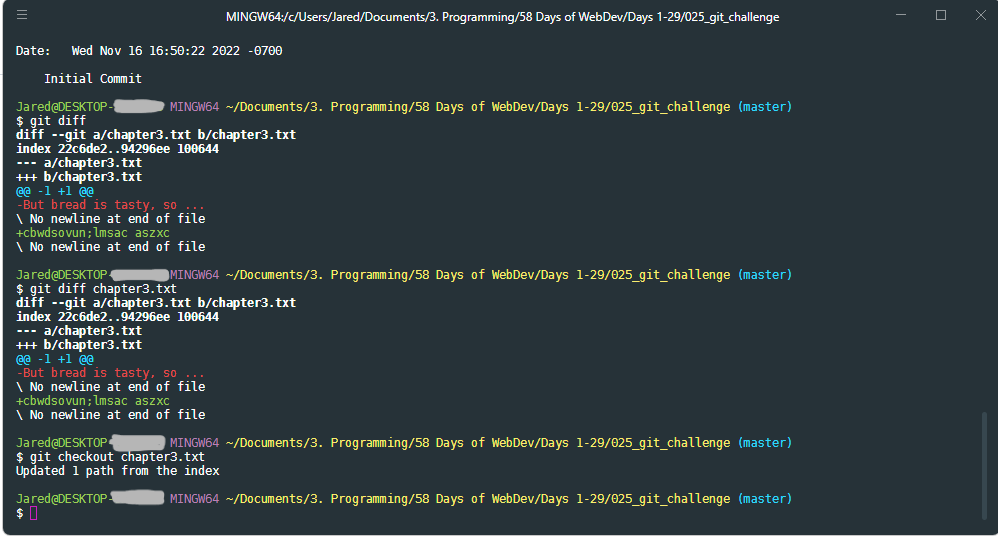 MINGW64:/c/Users/Jared/Documents/3. Programming/58 Days of WebDev/Days 1-29/025_git_challenge
Date:   Wed Nov 16 16:50:22 2022 -0700
    Initial Commit
Jared@DESKTOP- MINGW64 ~/Documents/3. Programming/58 Days of WebDev/Days 1-29/025_git_challenge (master)
$ git diff
diff --git a/chapter3.txt b/chapter3.txt
index 22c6de2..94296ee 100644
--- a/chapter3.txt
+++ b/chapter3.txt
@@ -1 +1 @@
-But bread is tasty, so ...
\ No newline at end of file
+cbwdsovun;lmsac aszxc
\ No newline at end of file
Jared@DESKTOP- MINGW64 ~/Documents/3. Programming/58 Days of WebDev/Days 1-29/025_git_challenge (master)
$ git diff chapter3.txt
diff --git a/chapter3.txt b/chapter3.txt
index 22c6de2..94296ee 100644
--- a/chapter3.txt
+++ b/chapter3.txt
@@ -1 +1 @@
-But bread is tasty, so ...
\ No newline at end of file
+cbwdsovun;lmsac aszxc
\ No newline at end of file
Jared@DESKTOP- MINGW64 ~/Documents/3. Programming/58 Days of WebDev/Days 1-29/025_git_challenge (master)
$ git checkout chapter3.txt
Updated 1 path from the index
Jared@DESKTOP- MINGW64 ~/Documents/3. Programming/58 Days of WebDev/Days 1-29/025_git_challenge (master)
$